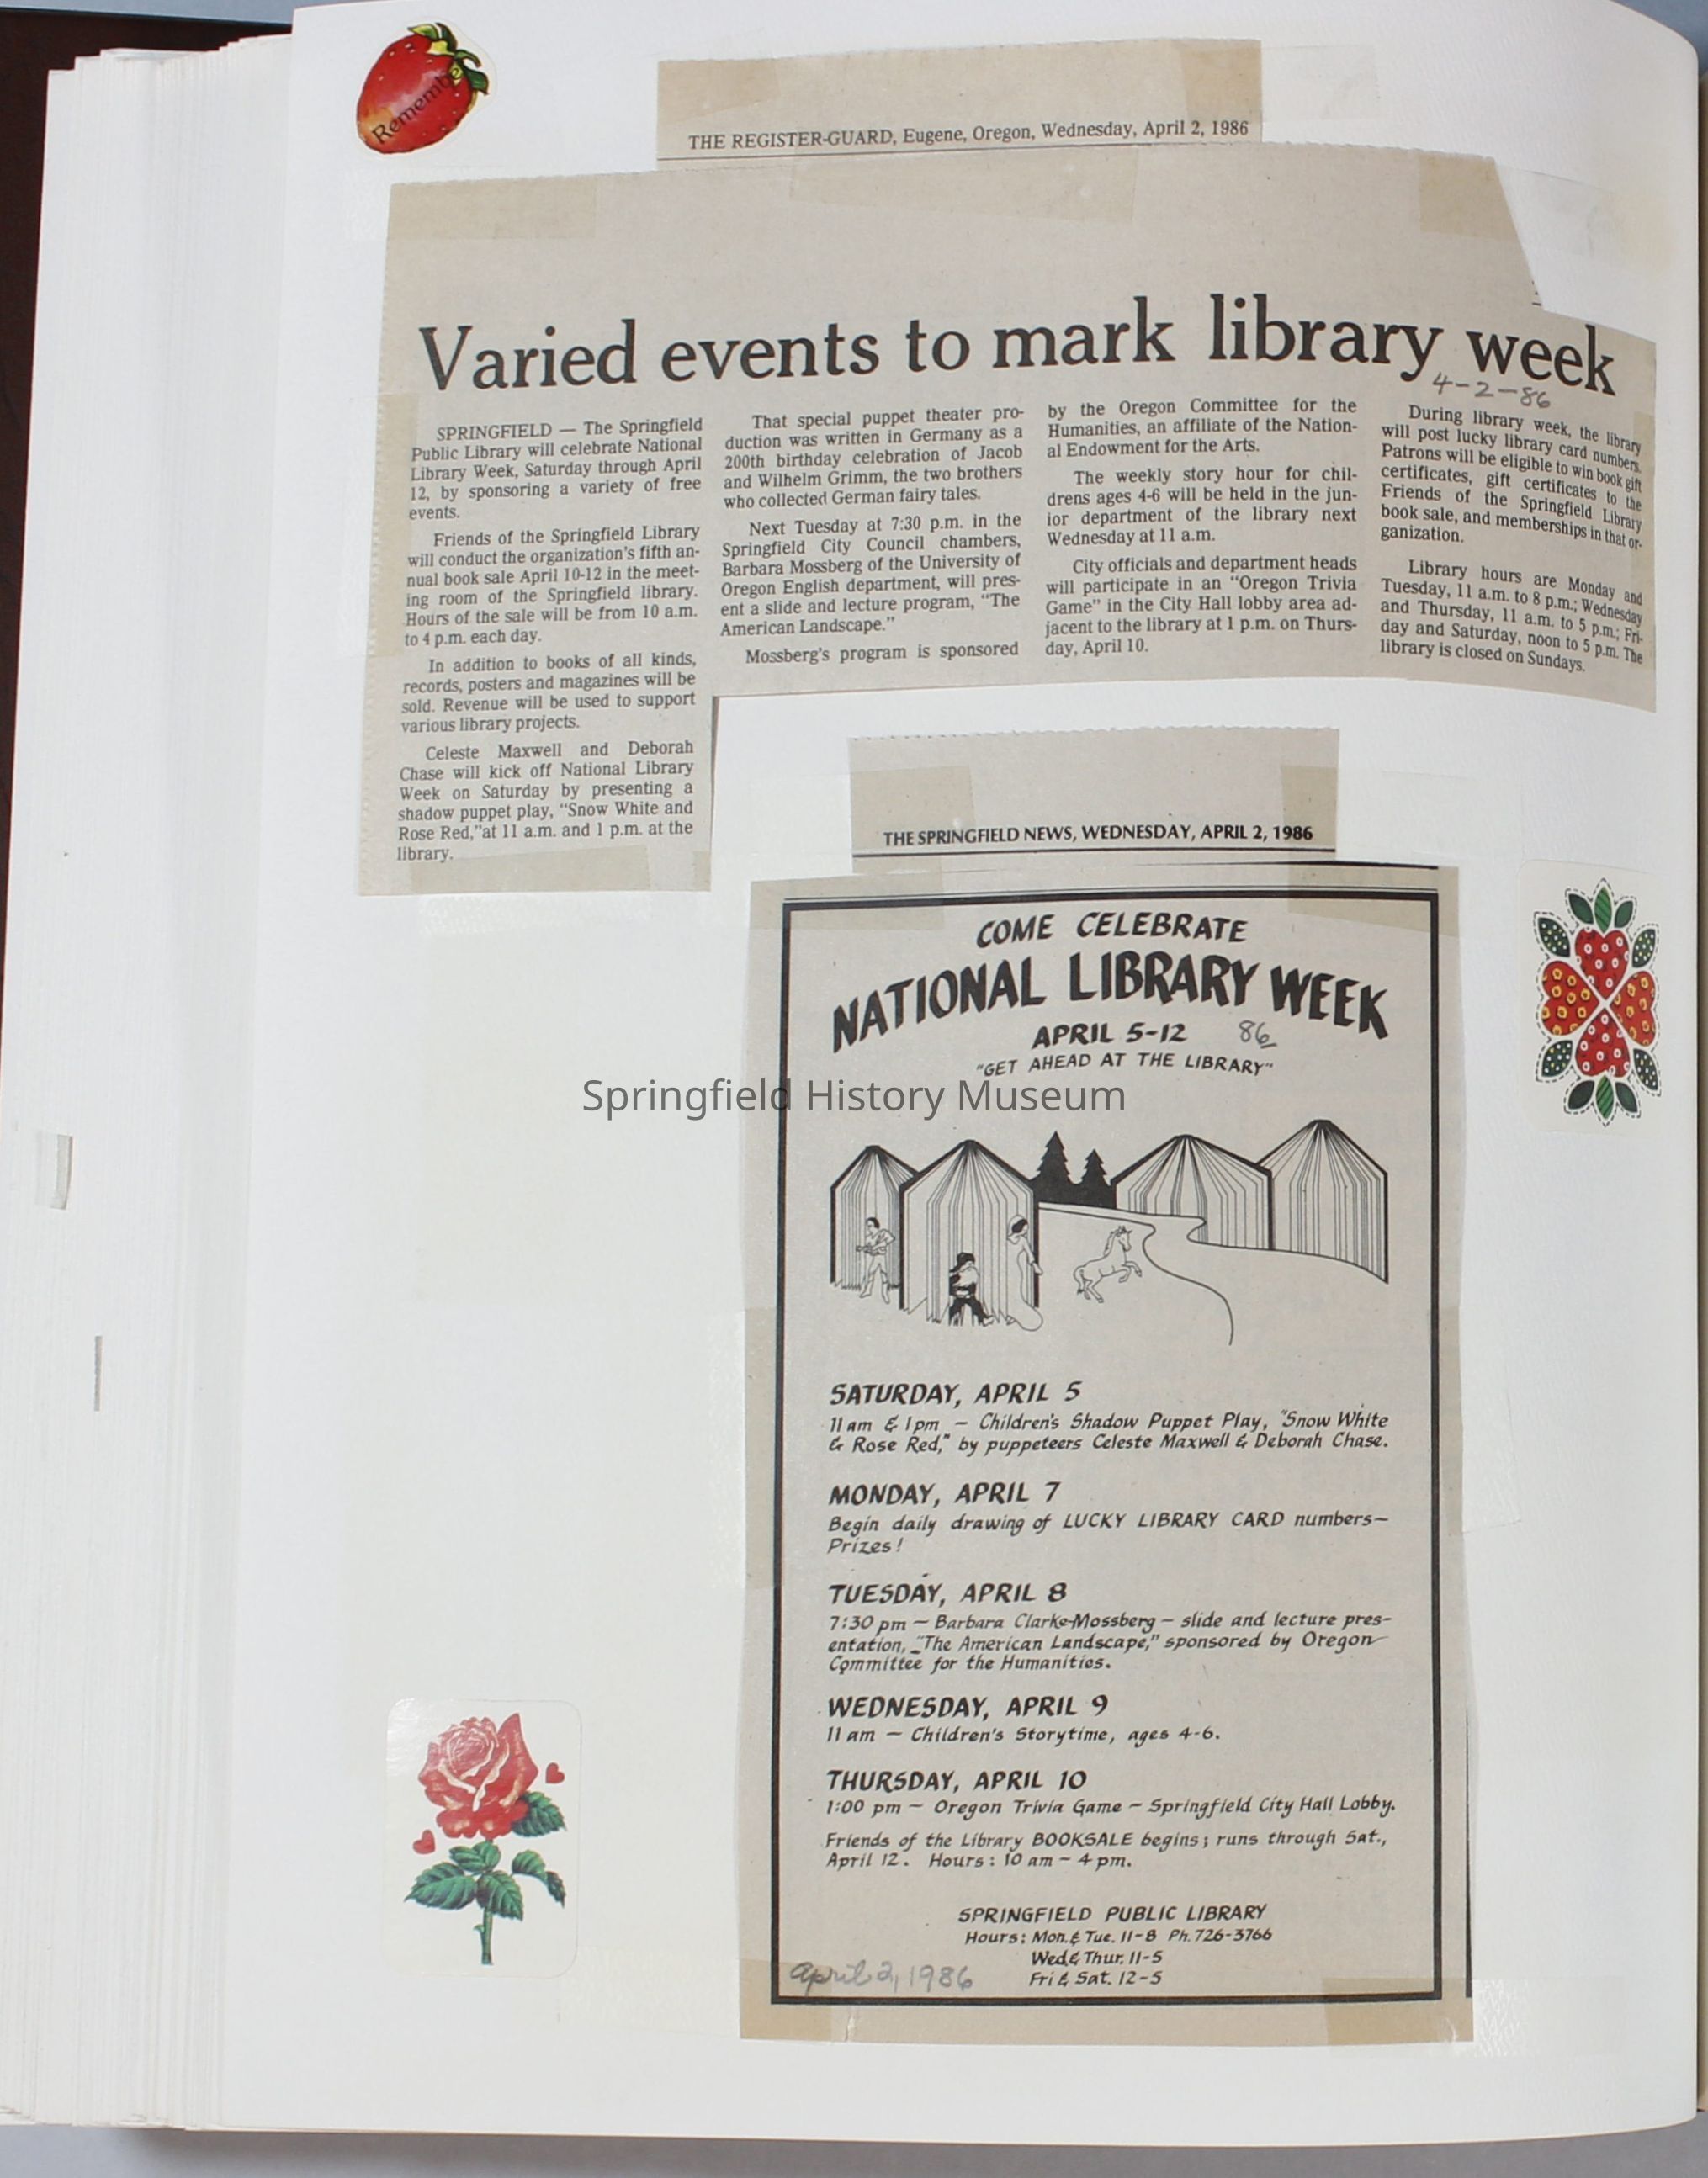 Rememb
THE REGISTER-GUARD, Eugene, Oregon, Wednesday, April 2, 1986
Varied events to mark library week
4-2-86
SPRINGFIELD — The Springfield
Public Library will celebrate National
Library Week, Saturday through April
12, by sponsoring a variety of free
events.
Friends of the Springfield Library
will conduct the organization's fifth an-
nual book sale April 10-12 in the meet-
ing room of the Springfield library.
Hours of the sale will be from 10 a.m.
to 4 p.m. each day.
In addition to books of all kinds,
records, posters and magazines will be
sold. Revenue will be used to support
various library projects.
Celeste Maxwell and Deborah
Chase will kick off National Library
Week on Saturday by presenting a
shadow puppet play, "Snow White and
Rose Red,"at 11 a.m. and 1 p.m. at the
library.
That special puppet theater pro-
duction was written in Germany as a
200th birthday celebration of Jacob
and Wilhelm Grimm, the two brothers
who collected German fairy tales.
Next Tuesday at 7:30 p.m. in the
Springfield City Council chambers,
Barbara Mossberg of the University of
Oregon English department, will pres-
ent a slide and lecture program, "The
American Landscape."
Mossberg's program is sponsored
by the Oregon Committee for the
Humanities, an affiliate of the Nation-
al Endowment for the Arts.
The weekly story hour for chil-
drens ages 4-6 will be held in the jun-
ior department of the library next
Wednesday at 11 a.m.
City officials and department heads
will participate in an "Oregon Trivia
Game" in the City Hall lobby area ad-
jacent to the library at 1 p.m. on Thurs-
day, April 10.
During library week, the library
will post lucky library card numbers.
Patrons will be eligible to win book gift
certificates, gift certificates to the
Friends of the Springfield Library
book sale, and memberships in that or-
ganization.
Library hours are Monday and
Tuesday, 11 a.m. to 8 p.m.; Wednesday
and Thursday, 11 a.m. to 5 p.m.; Fri-
day and Saturday, noon to 5 p.m. The
library is closed on Sundays.
THE SPRINGFIELD NEWS, WEDNESDAY, APRIL 2, 1986
COME CELEBRATE
NATIONAL LIBRARY WEEK
APRIL 5-12 86
"GET AHEAD AT THE LIBRARY"
Springfield History Museum
SATURDAY, APRIL 5
11 am & 1 pm — Children's Shadow Puppet Play, "Snow White
& Rose Red," by puppeteers Celeste Maxwell & Deborah Chase.
MONDAY, APRIL 7
Begin daily drawing of LUCKY LIBRARY CARD numbers—
Prizes!
TUESDAY, APRIL 8
7:30 pm — Barbara Clarke-Mossberg — slide and lecture pres-
entation, "The American Landscape," sponsored by Oregon
Committee for the Humanities.
WEDNESDAY, APRIL 9
11 am — Children's Storytime, ages 4-6.
THURSDAY, APRIL 10
1:00 pm — Oregon Trivia Game — Springfield City Hall Lobby.
Friends of the Library BOOKSALE begins; runs through Sat.,
April 12. Hours: 10 am — 4 pm.
SPRINGFIELD PUBLIC LIBRARY
Hours: Mon. & Tue. 11-8 Ph. 726-3766
Wed. & Thur. 11-5
Fri & Sat. 12-5
April 2, 1986